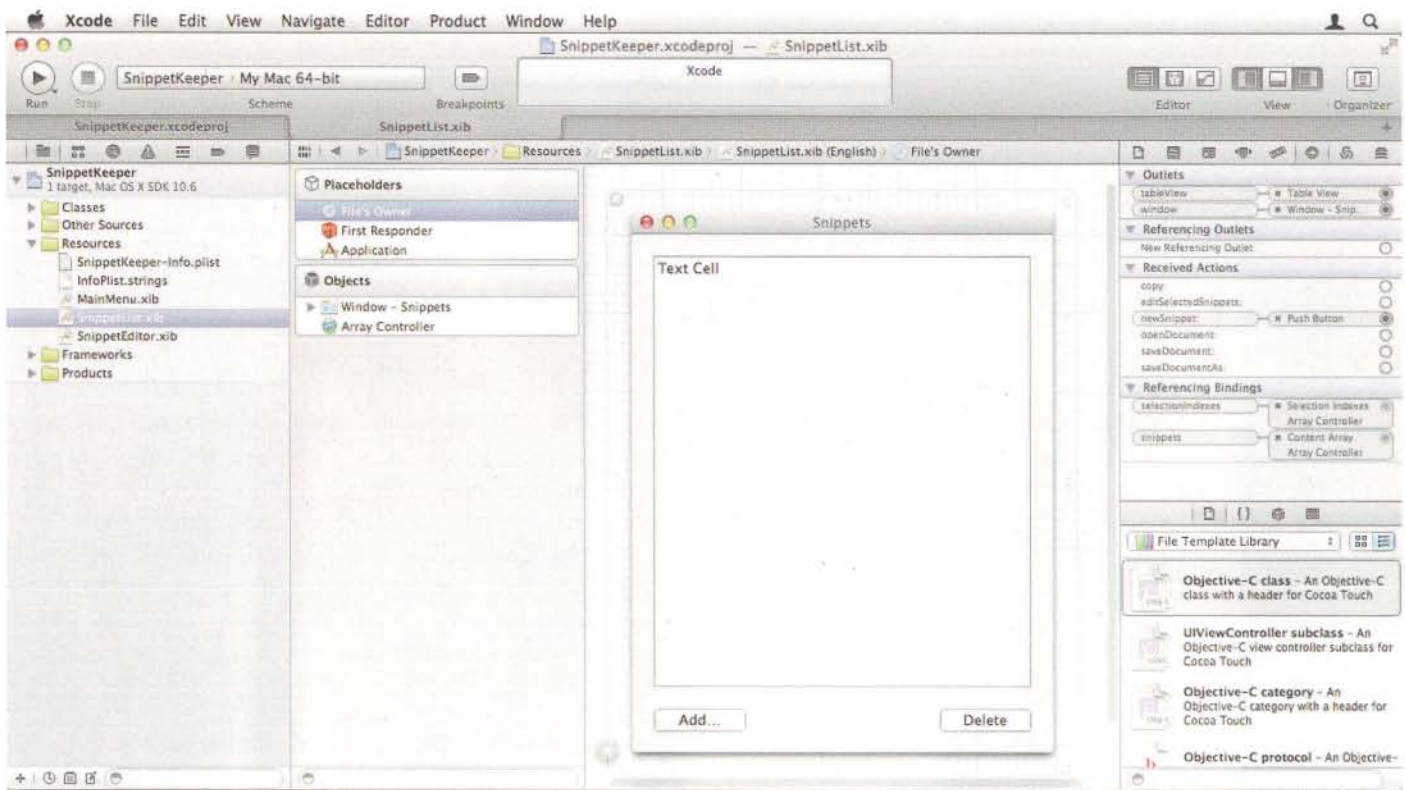 Xcode File Edit View Navigate Editor Product Window Help
SnippetKeeper.xcodeproj — SnippetList.xib
SnippetKeeper My Mac 64-bit
Xcode
Run Stop Scheme Breakpoints
Editor View Organizer
SnippetKeeper.xcodeproj SnippetList.xib
SnippetKeeper Resources SnippetList.xib SnippetList.xib (English) File's Owner
SnippetKeeper
1 target, Mac OS X SDK 10.6
Classes
Other Sources
Resources
SnippetKeeper-Info.plist
InfoPlist.strings
MainMenu.xib
SnippetList.xib
SnippetEditor.xib
Frameworks
Products
Placeholders
File's Owner
First Responder
Application
Objects
Window - Snippets
Array Controller
Snippets
Text Cell
Add...
Delete
Outlets
tableView Table View
window Window - Snip...
Referencing Outlets
New Referencing Outlet
Received Actions
copy:
editSelectedSnippets:
newSnippet: Push Button
openDocument:
saveDocument:
saveDocumentAs:
Referencing Bindings
selectionIndexes Selection Indexes
Array Controller
snippets Content Array
Array Controller
File Template Library
Objective-C class - An Objective-C
class with a header for Cocoa Touch
UIViewController subclass - An
Objective-C view controller subclass for
Cocoa Touch
Objective-C category - An
Objective-C category with a header for
Cocoa Touch
Objective-C protocol - An Objective-